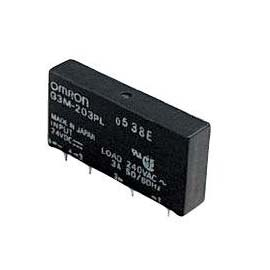 OMRON
G3M-203PL 0538E
MADE IN JAPAN
INPUT
24VDC
LOAD 240VAC~
3A 50/60Hz